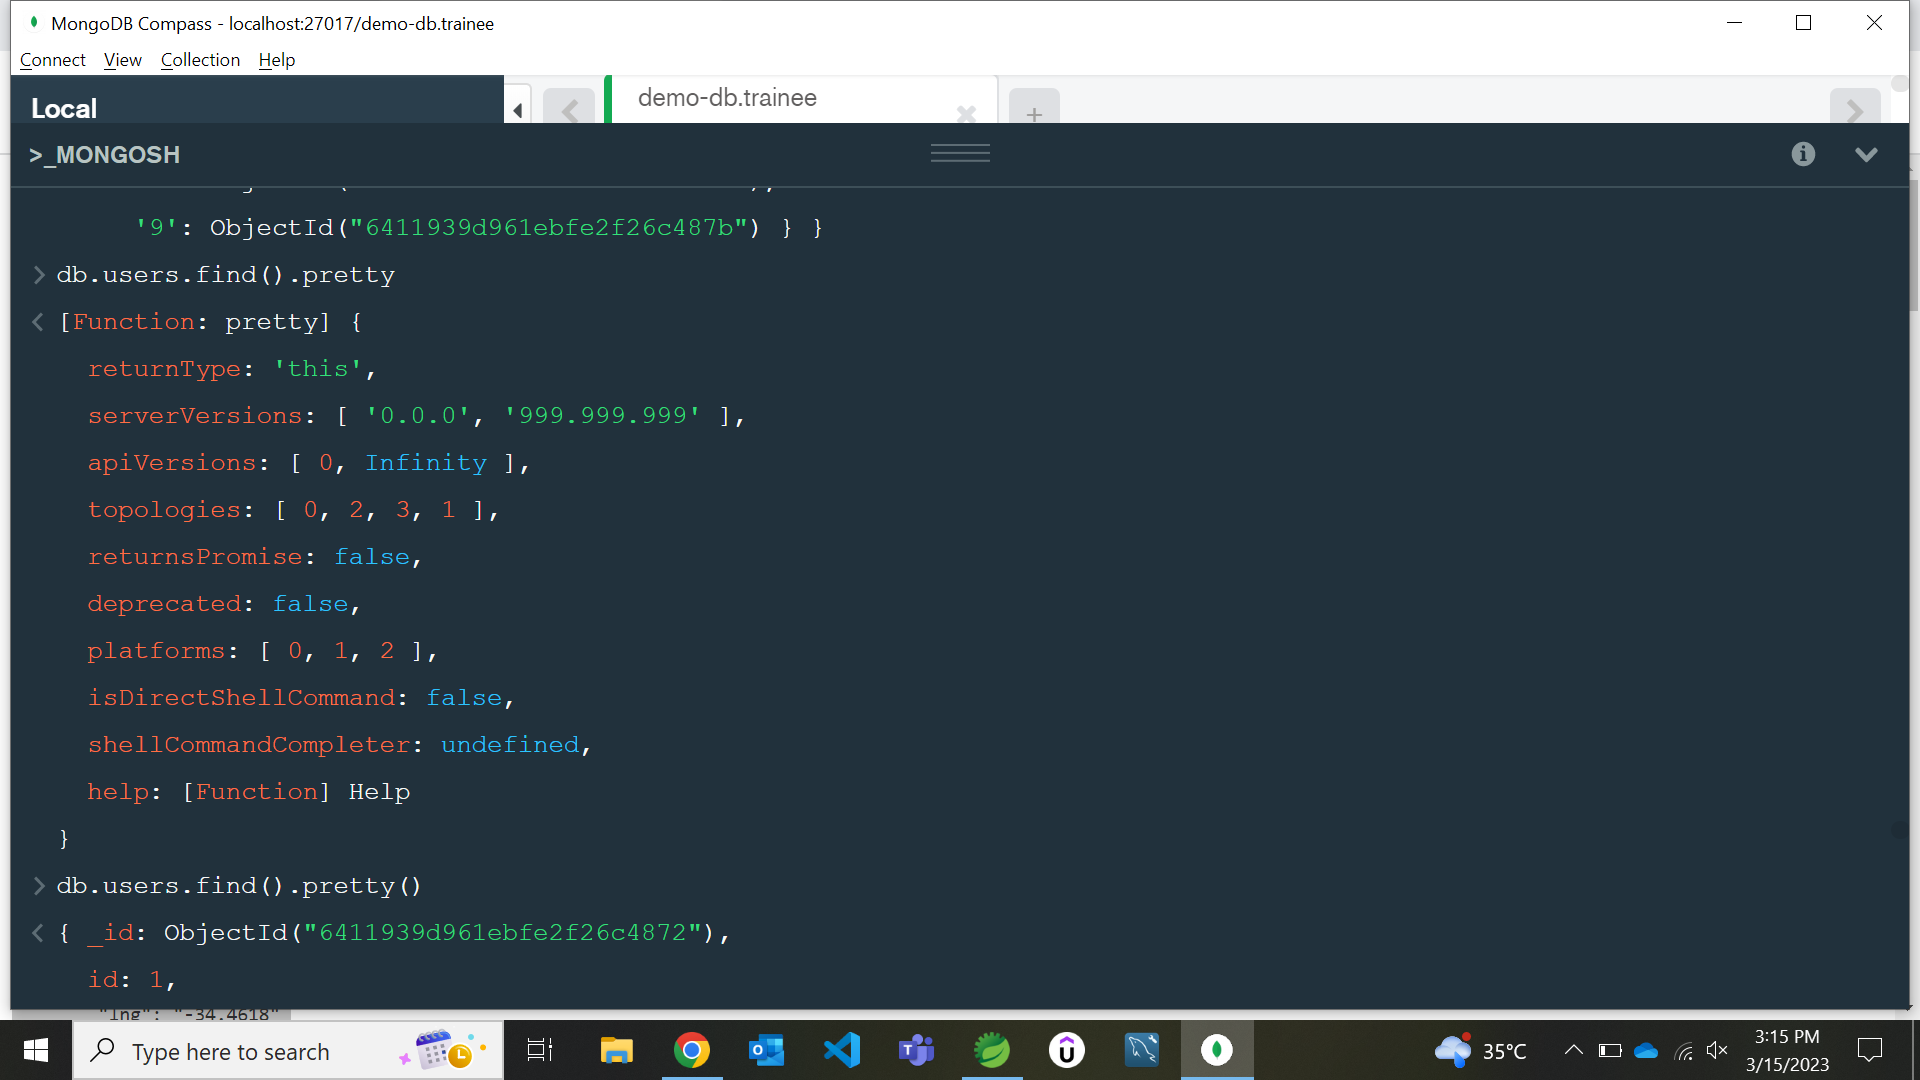 MongoDB Compass - localhost:27017/demo-db.trainee
Connect View Collection Help
Local
demo-db.trainee
+
>_MONGOSH
'9': ObjectId("6411939d961ebfe2f26c487b") } }
> db.users.find().pretty
< [Function: pretty] {
returnType: 'this',
serverVersions: [ '0.0.0', '999.999.999' ],
apiVersions: [ 0, Infinity ],
topologies: [ 0, 2, 3, 1 ],
returnsPromise: false,
deprecated: false,
platforms: [ 0, 1, 2 ],
isDirectShellCommand: false,
shellCommandCompleter: undefined,
help: [Function] Help
}
> db.users.find().pretty()
< { _id: ObjectId("6411939d961ebfe2f26c4872"),
id: 1,
"lng": "-34.4618"
Type here to search
35°C
3:15 PM
3/15/2023